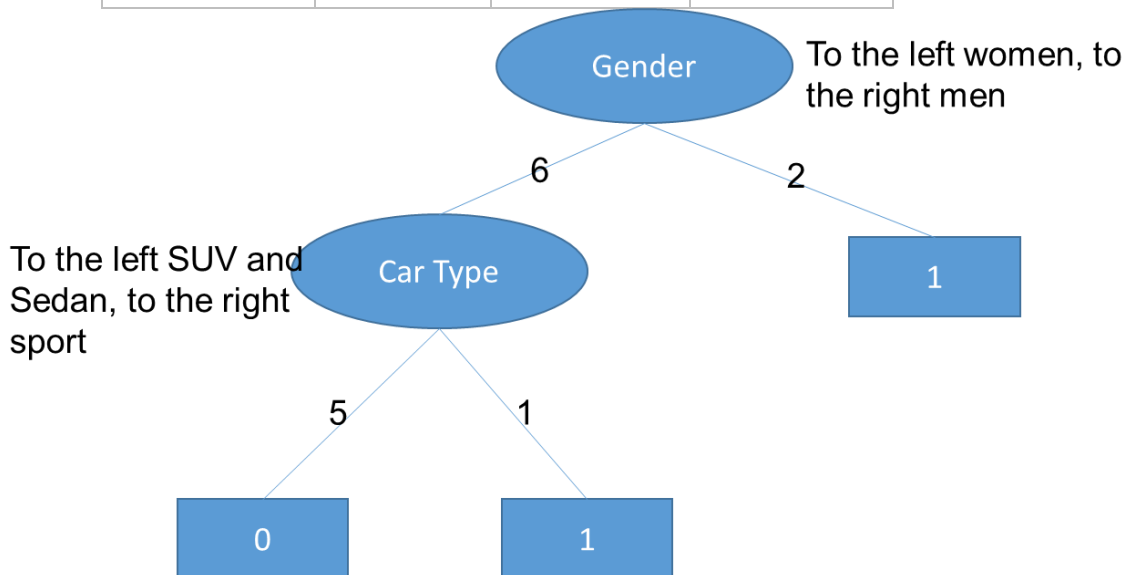 Gender
To the left women, to
the right men
6
2
To the left SUV and
Sedan, to the right
sport
Car Type
1
5
1
0
1